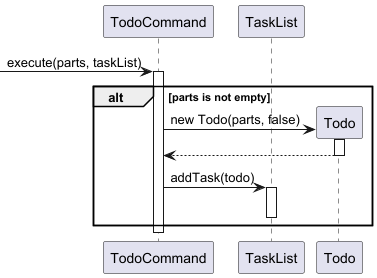 TodoCommand TaskList
execute(parts, taskList)
alt [parts is not empty]
new Todo(parts, false) Todo
addTask(todo)
TodoCommand TaskList Todo